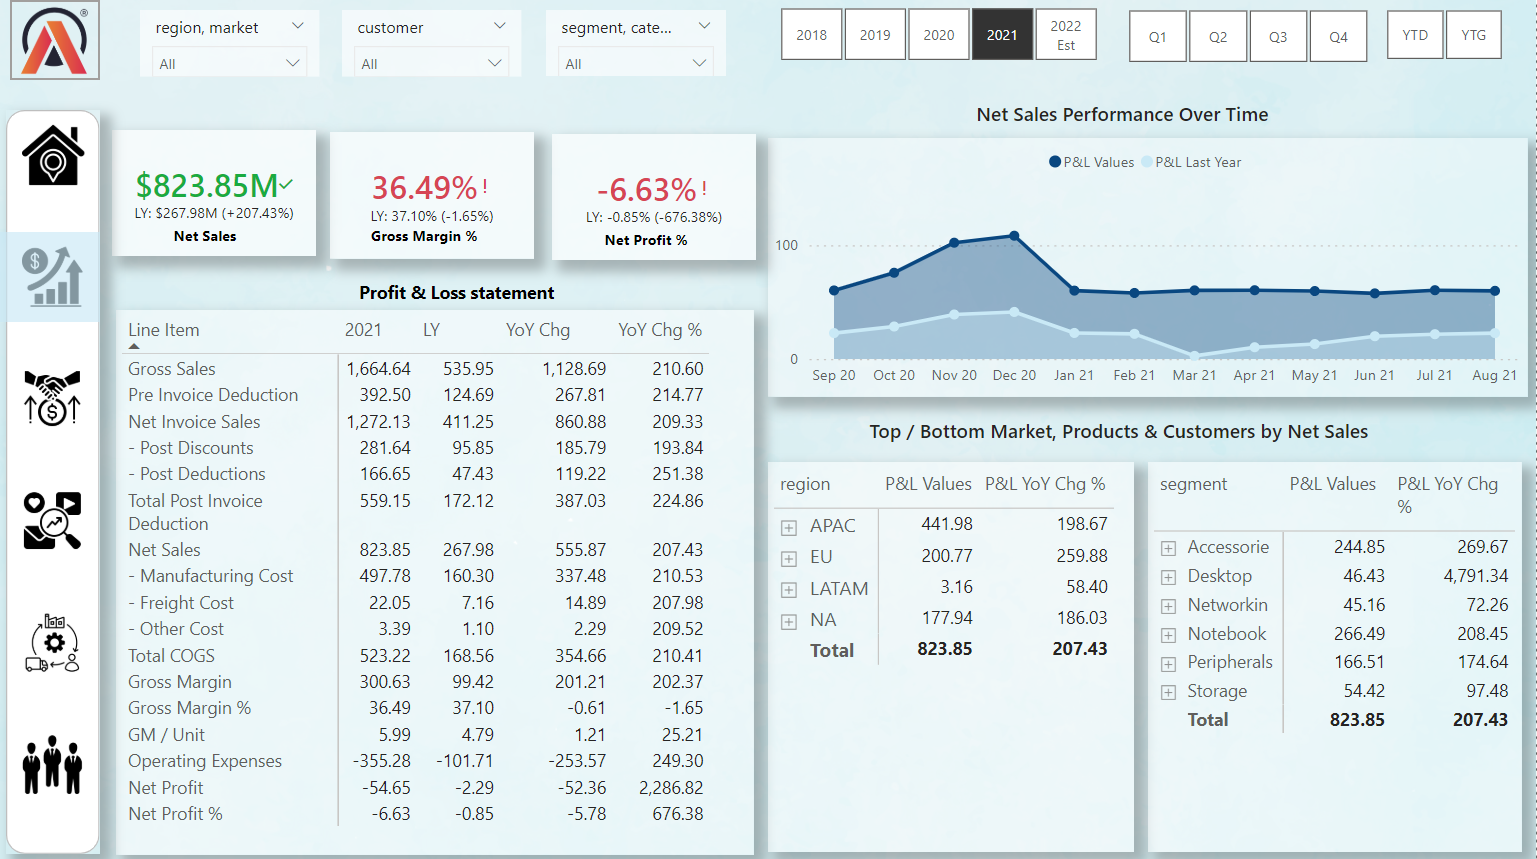 region, market
All
customer
All
segment, cate...
All
2018
2019
2020
2021
2022
Est
Q1
Q2
Q3
Q4
YTD
YTG
$823.85M
LY: $267.98M (+207.43%)
Net Sales
36.49% !
LY: 37.10% (-1.65%)
Gross Margin %
-6.63% !
LY: -0.85% (-676.38%)
Net Profit %
Net Sales Performance Over Time
P&L Values P&L Last Year
100
0
Sep 20 Oct 20 Nov 20 Dec 20 Jan 21 Feb 21 Mar 21 Apr 21 May 21 Jun 21 Jul 21 Aug 21
Profit & Loss statement
Line Item 2021 LY YoY Chg YoY Chg %
Gross Sales 1,664.64 535.95 1,128.69 210.60
Pre Invoice Deduction 392.50 124.69 267.81 214.77
Net Invoice Sales 1,272.13 411.25 860.88 209.33
- Post Discounts 281.64 95.85 185.79 193.84
- Post Deductions 166.65 47.43 119.22 251.38
Total Post Invoice 559.15 172.12 387.03 224.86
Deduction
Net Sales 823.85 267.98 555.87 207.43
- Manufacturing Cost 497.78 160.30 337.48 210.53
- Freight Cost 22.05 7.16 14.89 207.98
- Other Cost 3.39 1.10 2.29 209.52
Total COGS 523.22 168.56 354.66 210.41
Gross Margin 300.63 99.42 201.21 202.37
Gross Margin % 36.49 37.10 -0.61 -1.65
GM / Unit 5.99 4.79 1.21 25.21
Operating Expenses -355.28 -101.71 -253.57 249.30
Net Profit -54.65 -2.29 -52.36 2,286.82
Net Profit % -6.63 -0.85 -5.78 676.38
Top / Bottom Market, Products & Customers by Net Sales
region P&L Values P&L YoY Chg %
APAC 441.98 198.67
EU 200.77 259.88
LATAM 3.16 58.40
NA 177.94 186.03
Total 823.85 207.43
segment P&L Values P&L YoY Chg
%
Accessorie 244.85 269.67
Desktop 46.43 4,791.34
Networkin 45.16 72.26
Notebook 266.49 208.45
Peripherals 166.51 174.64
Storage 54.42 97.48
Total 823.85 207.43